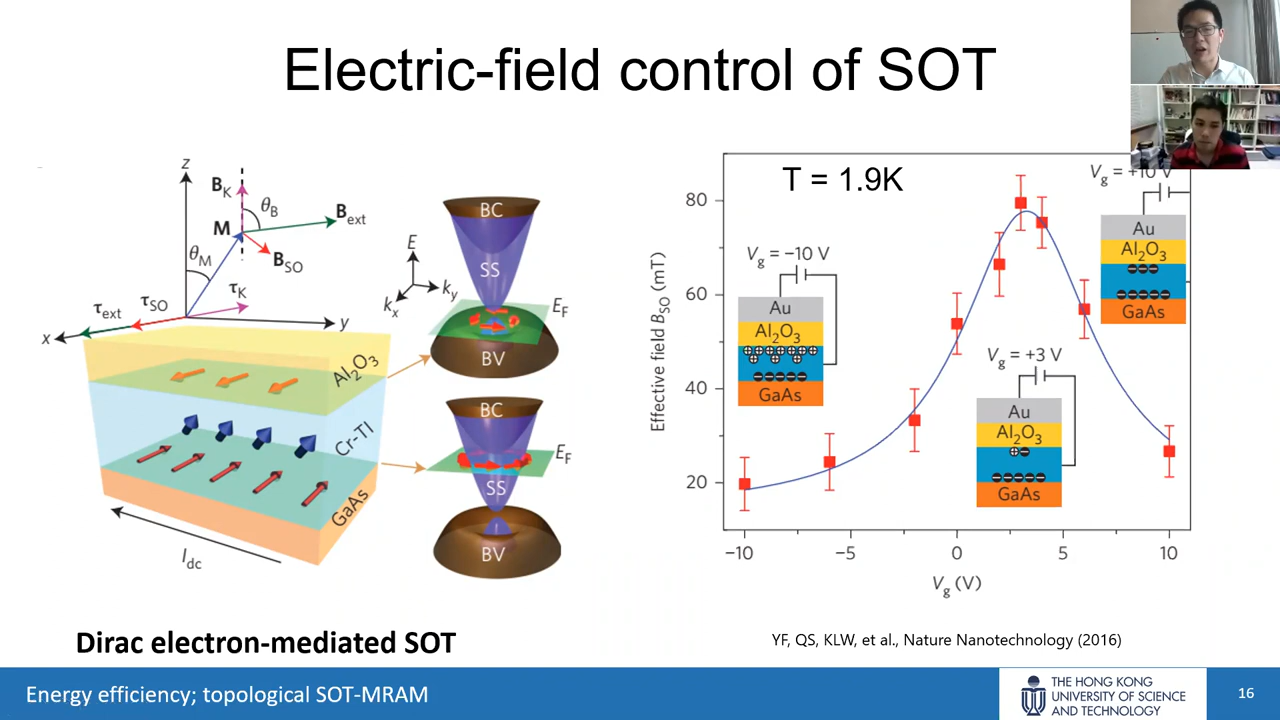 Electric-field control of SOT
z
B_K
θ_B
B_ext
M
B_SO
θ_M
τ_K
τ_ext
τ_SO
x
y
Al₂O₃
Cr-TI
GaAs
I_dc
E
k_x
k_y
BC
SS
E_F
BV
BC
E_F
SS
BV
T = 1.9K
Effective field B_SO (mT)
80
60
40
20
−10
−5
0
5
10
V_g (V)
V_g = −10 V
Au
Al₂O₃
GaAs
V_g = +3 V
Au
Al₂O₃
GaAs
V_g = +10 V
Au
Al₂O₃
GaAs
Dirac electron-mediated SOT
YF, QS, KLW, et al., Nature Nanotechnology (2016)
Energy efficiency; topological SOT-MRAM
THE HONG KONG
UNIVERSITY OF SCIENCE
AND TECHNOLOGY
16